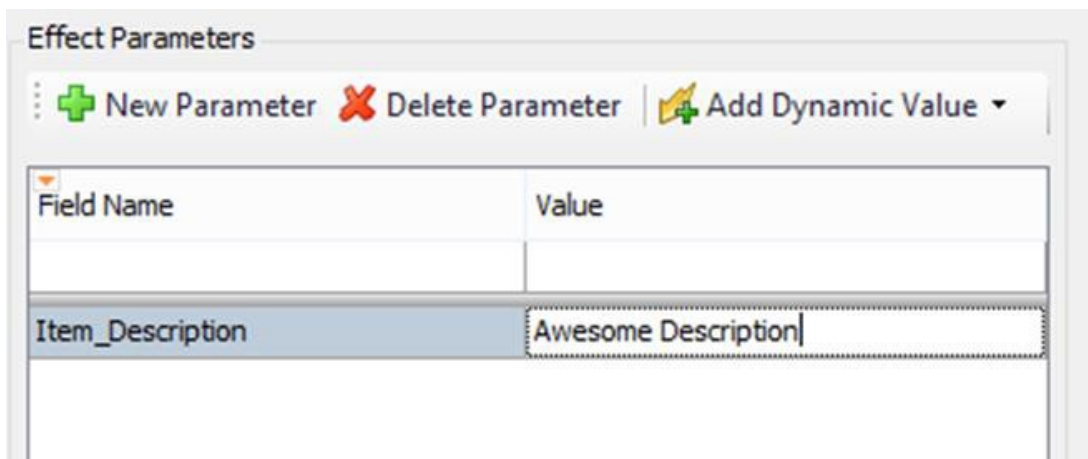 Effect Parameters
New Parameter Delete Parameter Add Dynamic Value
Field Name Value
Item_Description Awesome Description